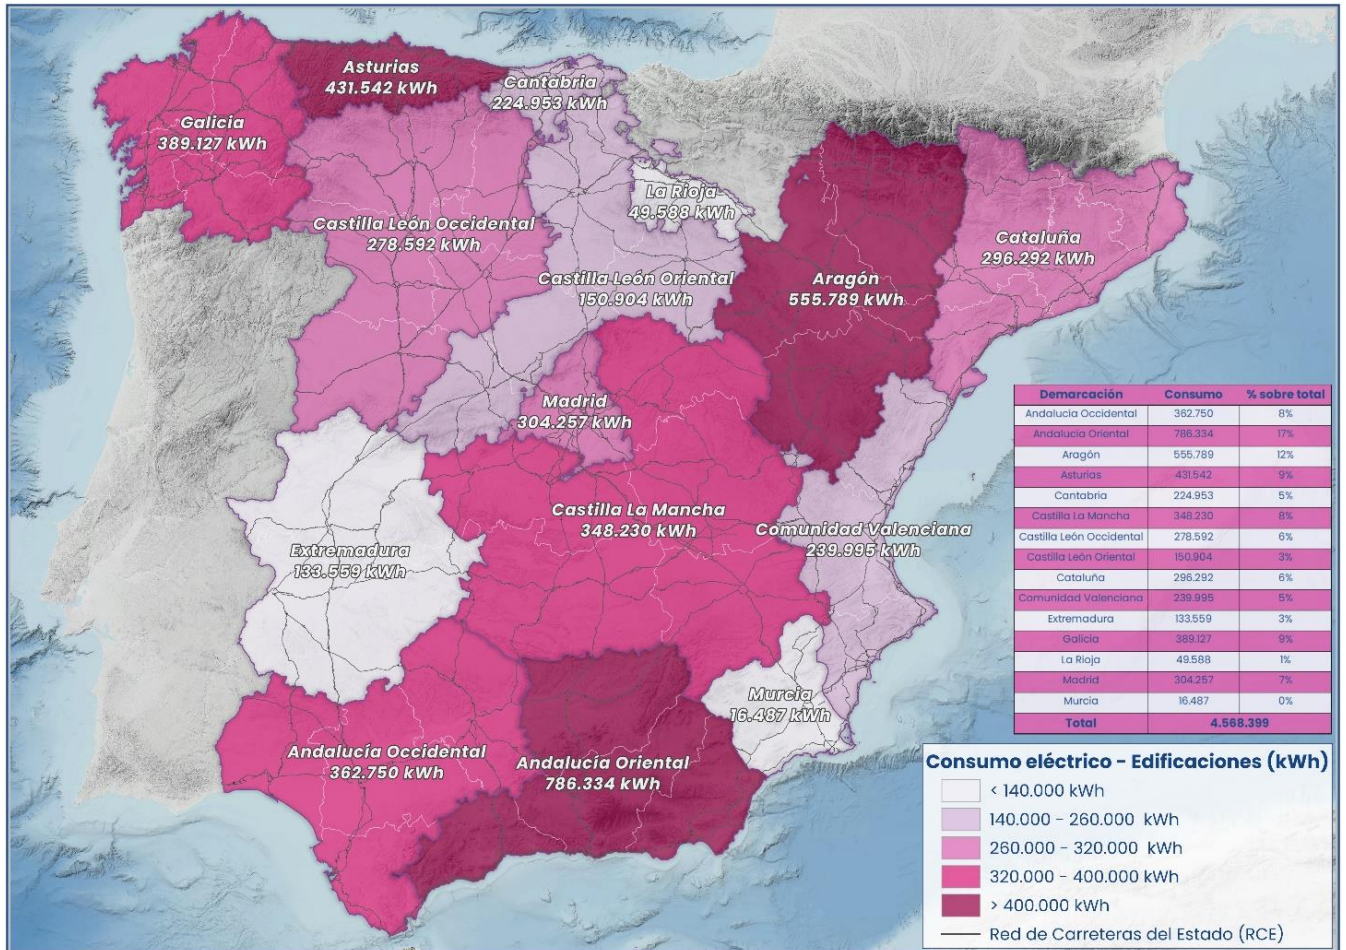 Asturias
431.542 kWh
Cantabria
224.953 kWh
Galicia
389.127 kWh
La Rioja
49.588 kWh
Castilla León Occidental
278.592 kWh
Cataluña
296.292 kWh
Castilla León Oriental
150.904 kWh
Aragón
555.789 kWh
Madrid
304.257 kWh
Castilla La Mancha
348.230 kWh
Comunidad Valenciana
239.995 kWh
Extremadura
133.559 kWh
Murcia
16.487 kWh
Andalucía Occidental
362.750 kWh
Andalucía Oriental
786.334 kWh
Demarcación Consumo % sobre total
Andalucía Occidental 362.750 8%
Andalucía Oriental 786.334 17%
Aragón 555.789 12%
Asturias 431.542 9%
Cantabria 224.953 5%
Castilla La Mancha 348.230 8%
Castilla León Occidental 278.592 6%
Castilla León Oriental 150.904 3%
Cataluña 296.292 6%
Comunidad Valenciana 239.995 5%
Extremadura 133.559 3%
Galicia 389.127 9%
La Rioja 49.588 1%
Madrid 304.257 7%
Murcia 16.487 0%
Total 4.568.399
Consumo eléctrico - Edificaciones (kWh)
< 140.000 kWh
140.000 - 260.000 kWh
260.000 - 320.000 kWh
320.000 - 400.000 kWh
> 400.000 kWh
Red de Carreteras del Estado (RCE)